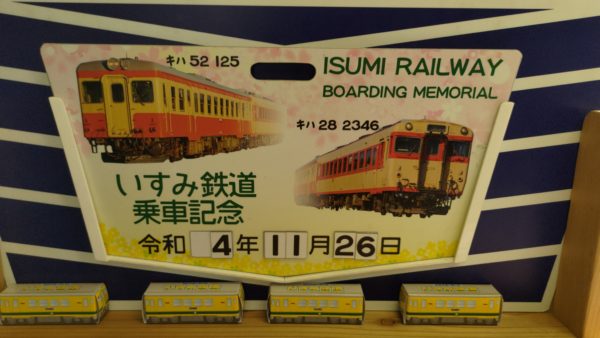 キハ 52 125
ISUMI RAILWAY
BOARDING MEMORIAL
キハ 28 2346
いすみ鉄道
乗車記念
令和 4年 11月 26日